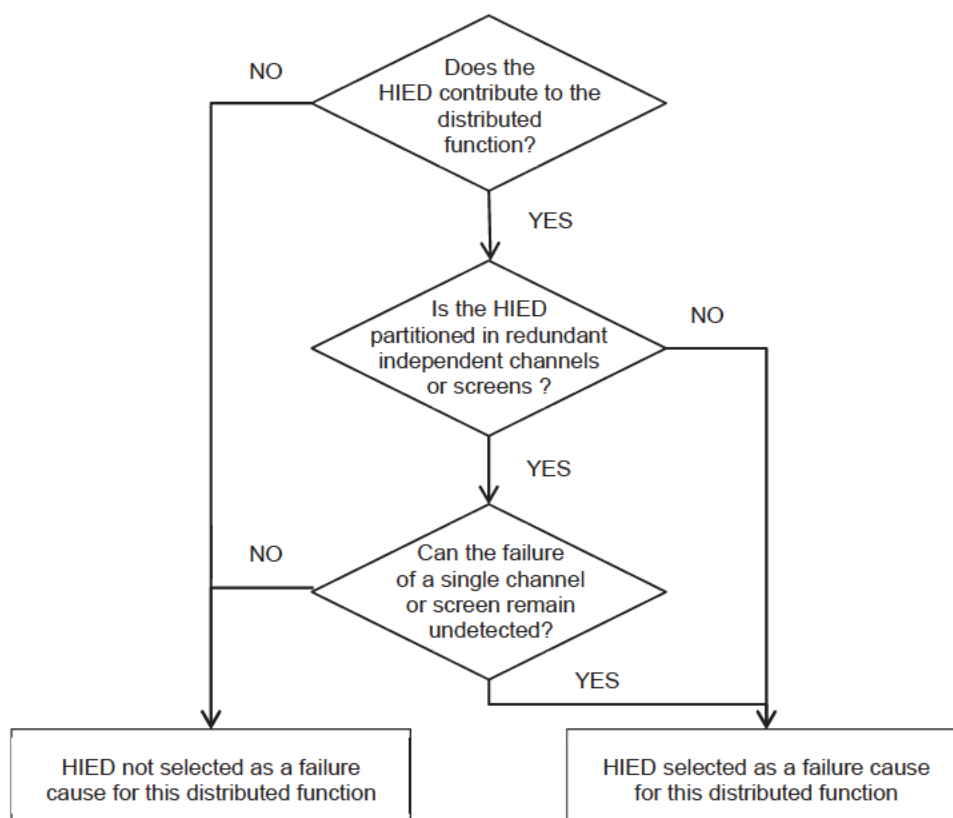 NO
Does the
HIED contribute to the
distributed
function?
YES
Is the HIED
partitioned in redundant
independent channels
or screens ?
NO
YES
NO
Can the failure
of a single channel
or screen remain
undetected?
YES
HIED not selected as a failure
cause for this distributed function
HIED selected as a failure cause
for this distributed function